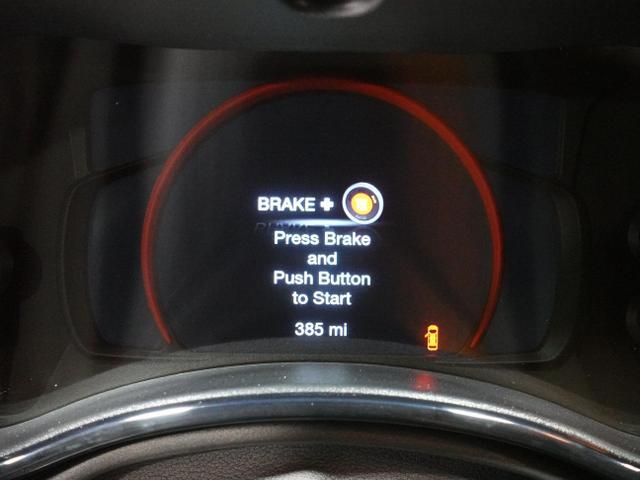 BRAKE +
Press Brake
and
Push Button
to Start
385 mi